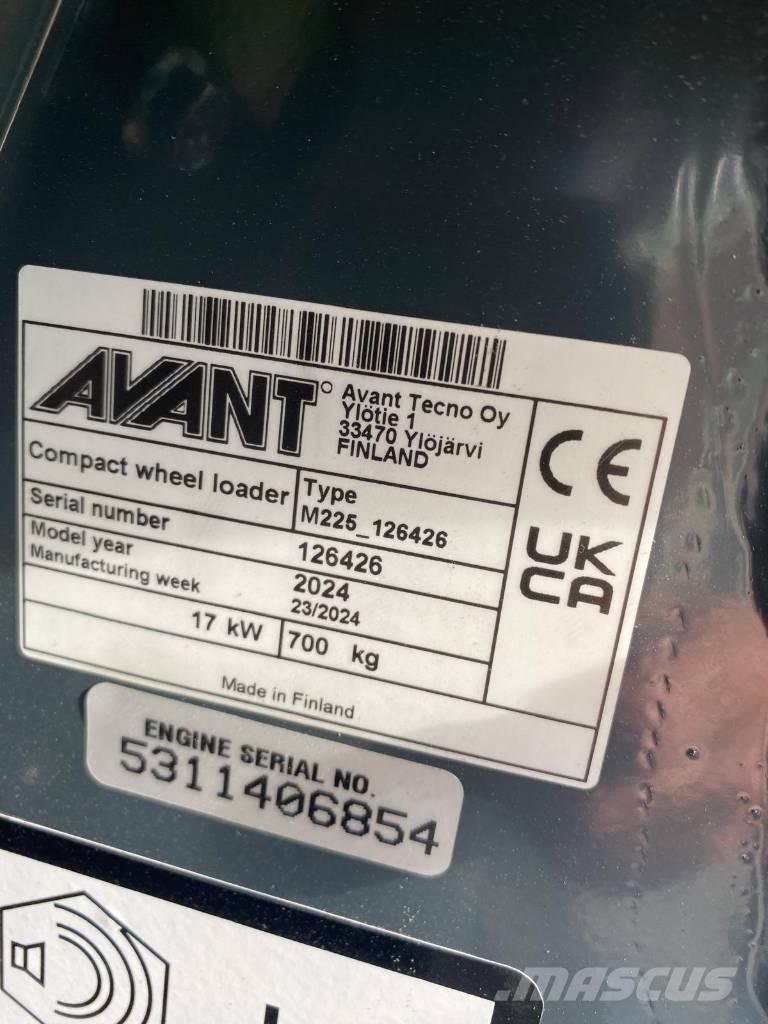 AVANT
Avant Tecno Oy
Ylötie 1
33470 Ylöjärvi
FINLAND
CE
Compact wheel loader
Type
M225_126426
UK
CA
Serial number
126426
Model year
2024
Manufacturing week
23/2024
17 kW
700 kg
Made in Finland
ENGINE SERIAL NO.
5311406854
MASCUS